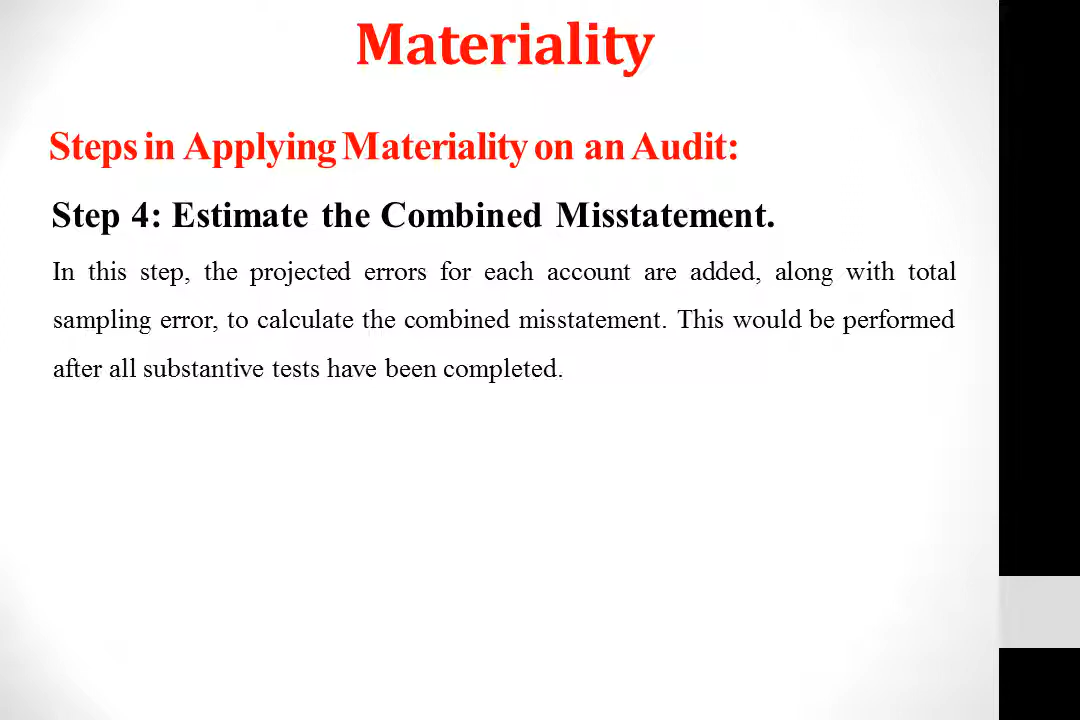 Materiality
Steps in Applying Materiality on an Audit:
Step 4: Estimate the Combined Misstatement.
In this step, the projected errors for each account are added, along with total
sampling error, to calculate the combined misstatement. This would be performed
after all substantive tests have been completed.